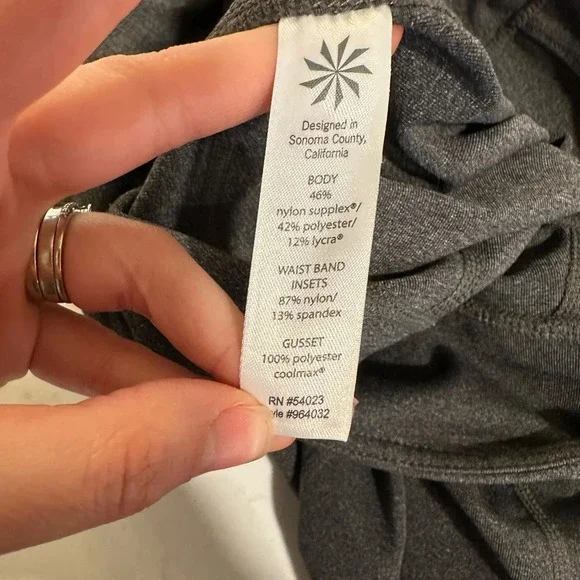 Designed in
Sonoma County,
California
BODY
46%
nylon supplex®/
42% polyester/
12% lycra®
WAIST BAND
INSETS
87% nylon/
13% spandex
GUSSET
100% polyester
coolmax®
RN #54023
#964032